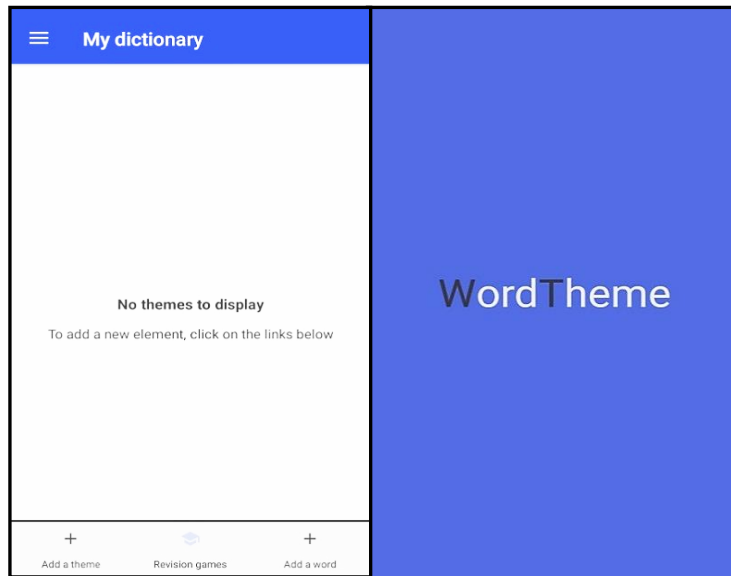 My dictionary
No themes to display
To add a new element, click on the links below
Add a theme
Revision games
Add a word
WordTheme